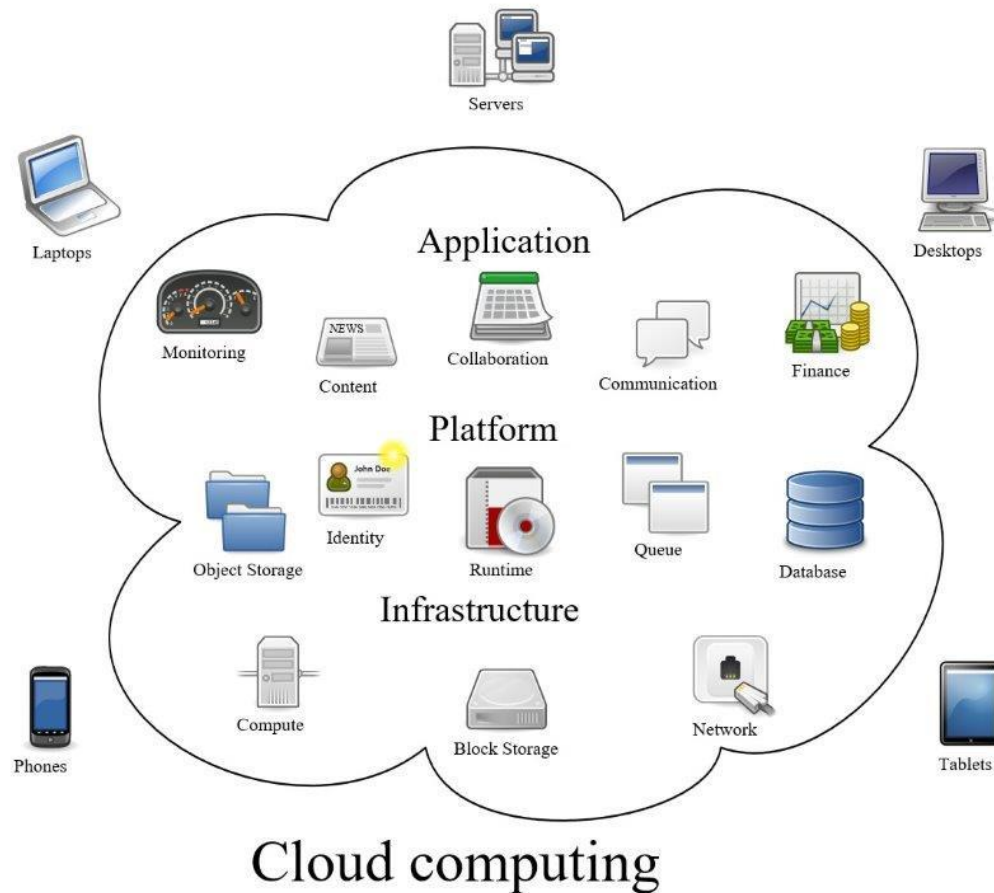 Servers
Laptops
Desktops
Application
Monitoring
NEWS
Content
Collaboration
Communication
Finance
Platform
John Doe
Identity
Object Storage
Runtime
Queue
Database
Infrastructure
Compute
Block Storage
Network
Phones
Tablets
Cloud computing